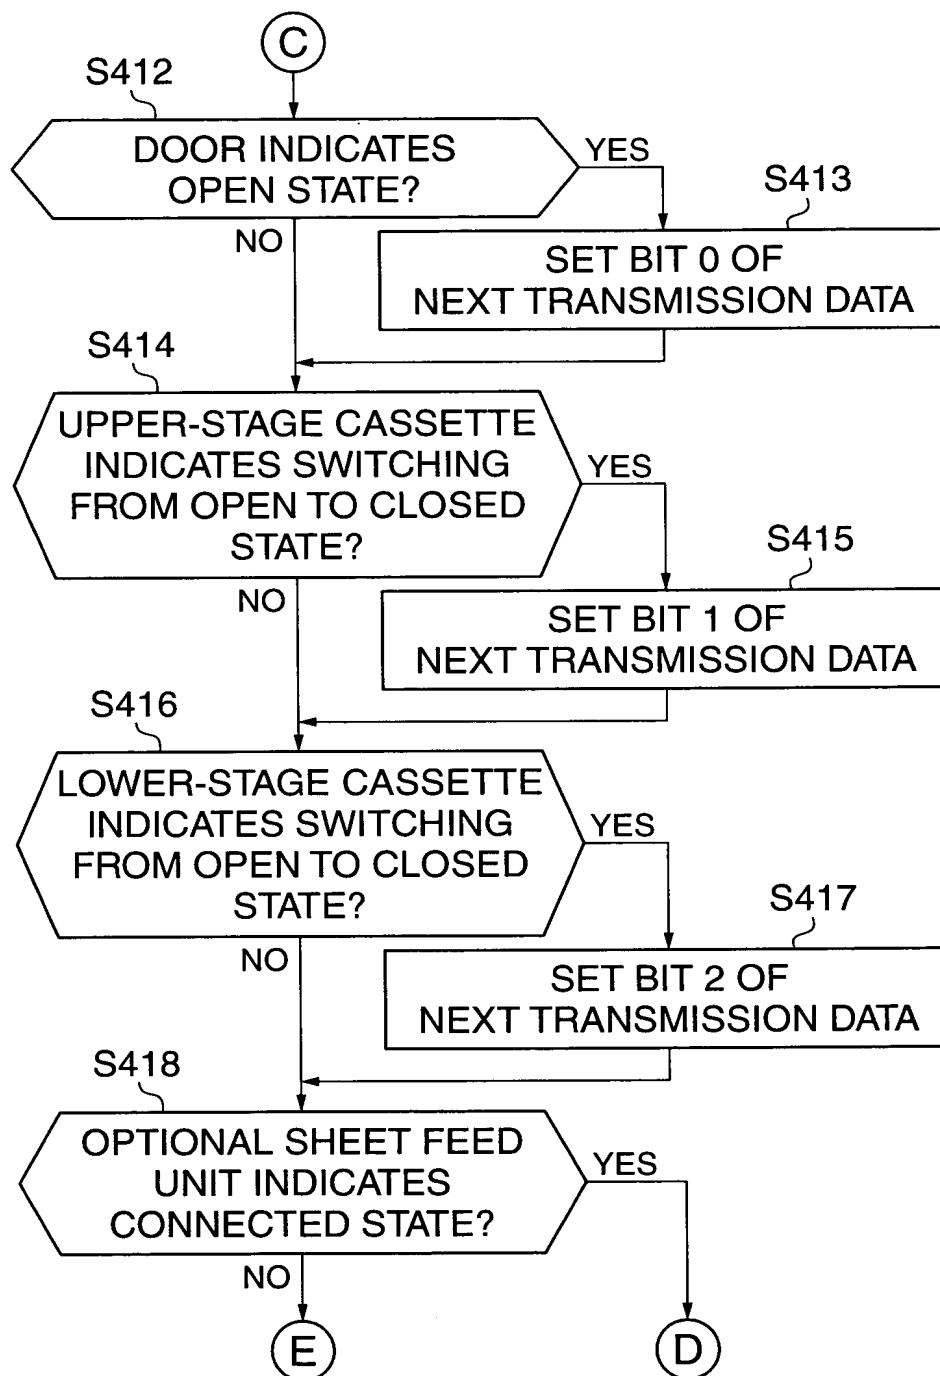 C
S412
DOOR INDICATES
OPEN STATE?
YES
NO
S413
SET BIT 0 OF
NEXT TRANSMISSION DATA
S414
UPPER-STAGE CASSETTE
INDICATES SWITCHING
FROM OPEN TO CLOSED
STATE?
YES
NO
S415
SET BIT 1 OF
NEXT TRANSMISSION DATA
S416
LOWER-STAGE CASSETTE
INDICATES SWITCHING
FROM OPEN TO CLOSED
STATE?
YES
NO
S417
SET BIT 2 OF
NEXT TRANSMISSION DATA
S418
OPTIONAL SHEET FEED
UNIT INDICATES
CONNECTED STATE?
YES
NO
E
D